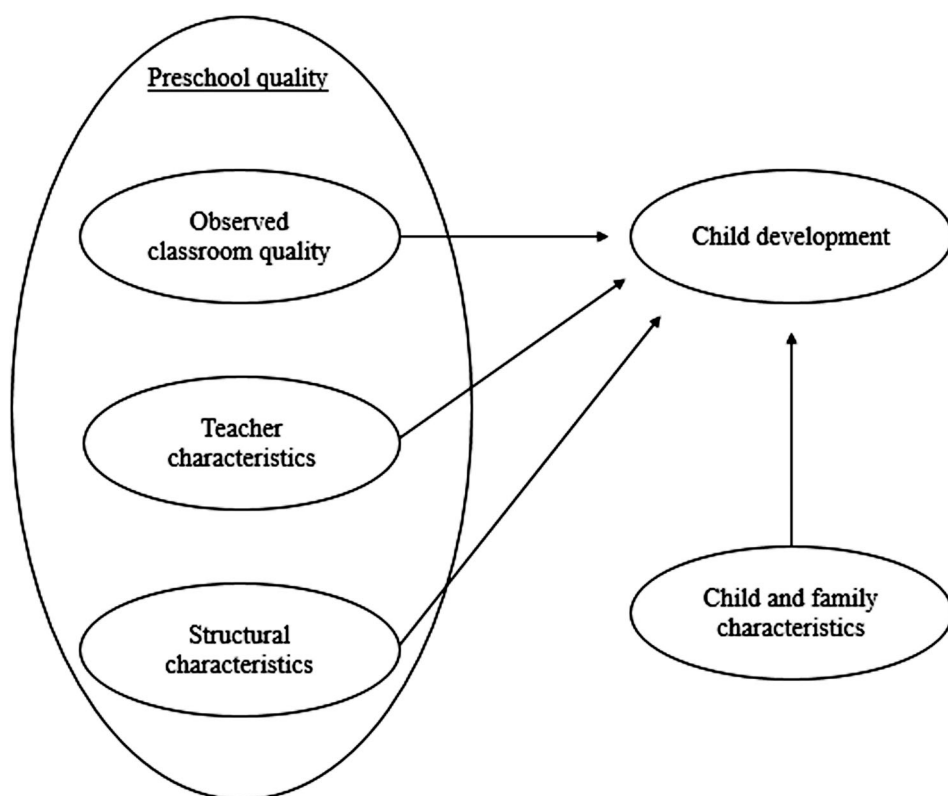 Preschool quality
Observed
classroom quality
Child development
Teacher
characteristics
Structural
characteristics
Child and family
characteristics